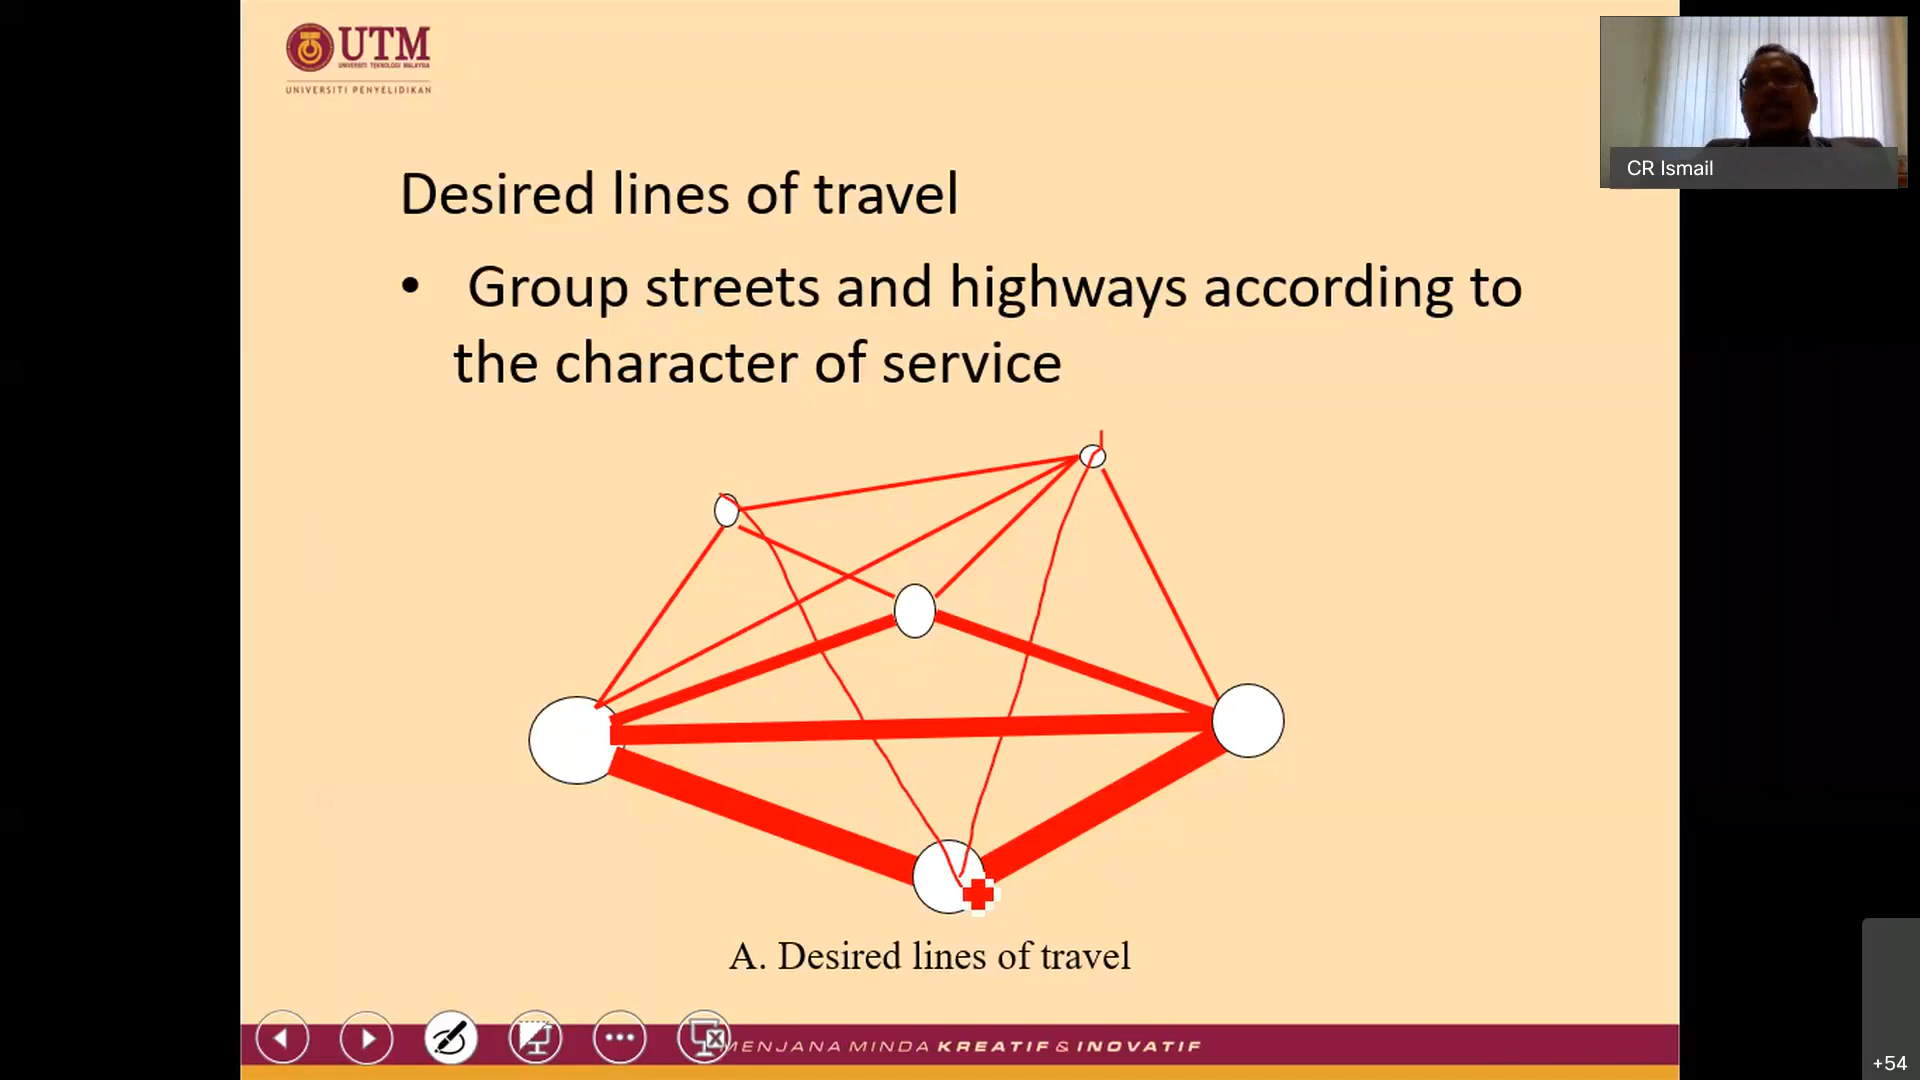 UTM
UNIVERSITI TEKNOLOGI MALAYSIA
UNIVERSITI PENYELIDIKAN
CR Ismail
Desired lines of travel
• Group streets and highways according to
the character of service
A. Desired lines of travel
MENJANA MINDA KREATIF & INOVATIF
+54